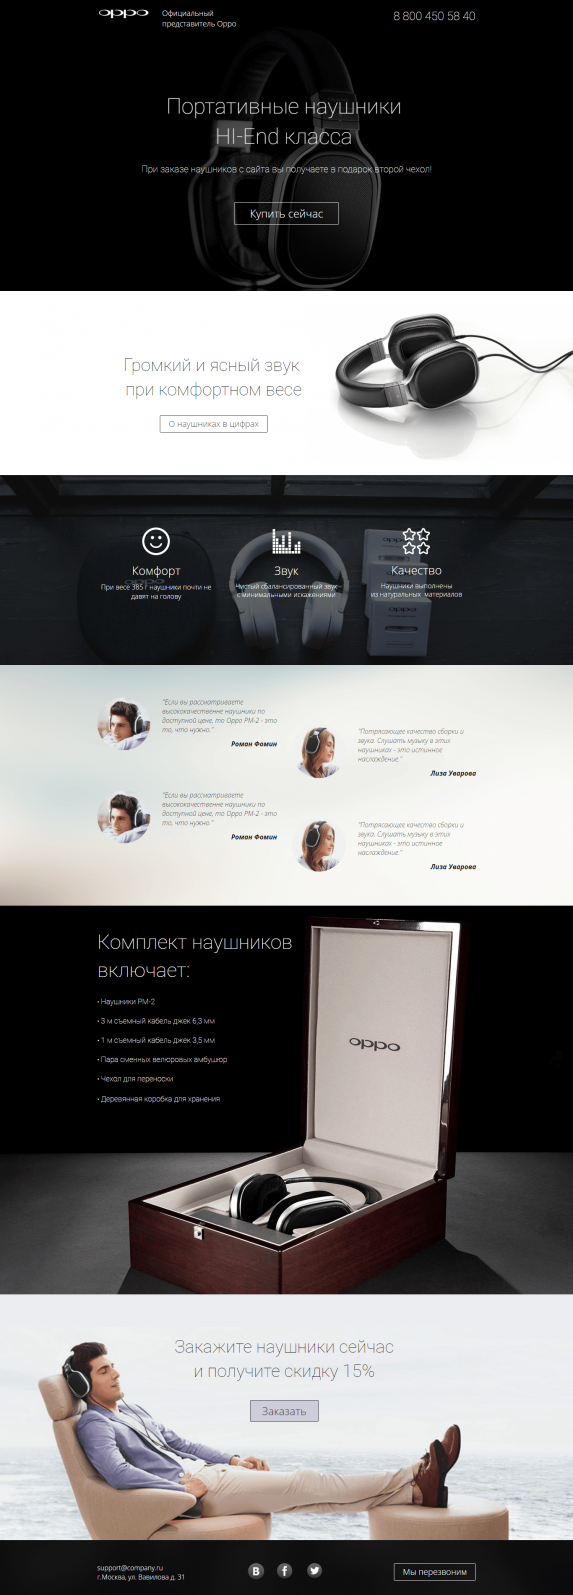 oppo
Официальный
представитель Oppo
8 800 450 58 40
Портативные наушники
HI-End класса
При заказе наушников с сайта вы получаете в подарок второй чехол!
Купить сейчас
Громкий и ясный звук
при комфортном весе
О наушниках в цифрах
Комфорт
При весе 385 г наушники почти не
давят на голову
Звук
Чистый сбалансированный звук
с минимальными искажениями
Качество
Наушники выполнены
из натуральных материалов
oppo
"Если вы рассматриваете
высококачественне наушники по
доступной цене, то Oppo PM-2 - это
то, что нужно."
Роман Фомин
"Потрясающее качество сборки и
звука. Слушать музыку в этих
наушниках - это истинное
наслаждение."
Лиза Уварова
"Если вы рассматриваете
высококачественне наушники по
доступной цене, то Oppo PM-2 - это
то, что нужно."
Роман Фомин
"Потрясающее качество сборки и
звука. Слушать музыку в этих
наушниках - это истинное
наслаждение."
Лиза Уварова
Комплект наушников
включает:
• Наушники PM-2
• 3 м съемный кабель джек 6,3 мм
• 1 м съемный кабель джек 3,5 мм
• Пара сменных велюровых амбушюр
• Чехол для переноски
• Деревянная коробка для хранения
oppo
Закажите наушники сейчас
и получите скидку 15%
Заказать
support@company.ru
г.Москва, ул. Вавилова д. 31
Мы перезвоним